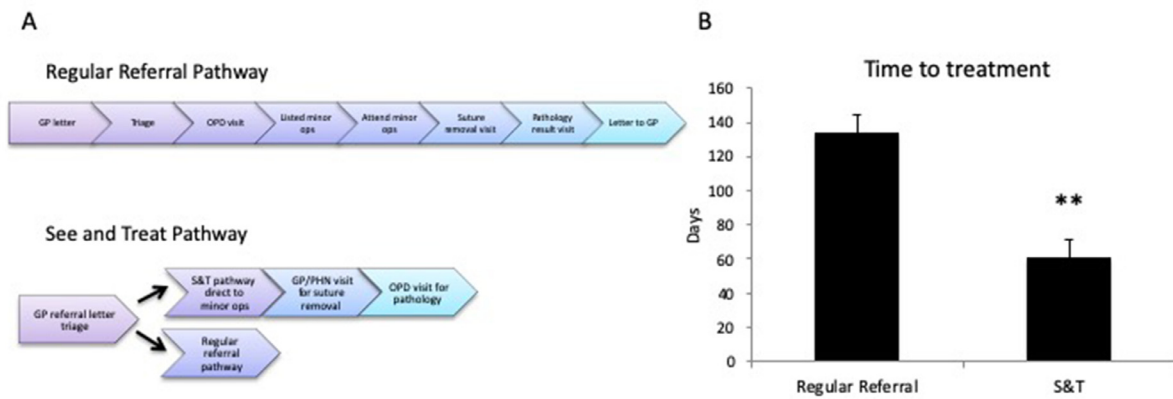 A
Regular Referral Pathway
GP letter
Triage
OPD visit
Listed minor
ops
Attend minor
ops
Suture
removal visit
Pathology
result visit
Letter to GP
See and Treat Pathway
GP referral letter
triage
S&T pathway
direct to
minor ops
GP/PHN visit
for suture
removal
OPD visit for
pathology
Regular
referral
pathway
B
Time to treatment
Days
160
140
120
100
80
60
40
20
0
**
Regular Referral
S&T